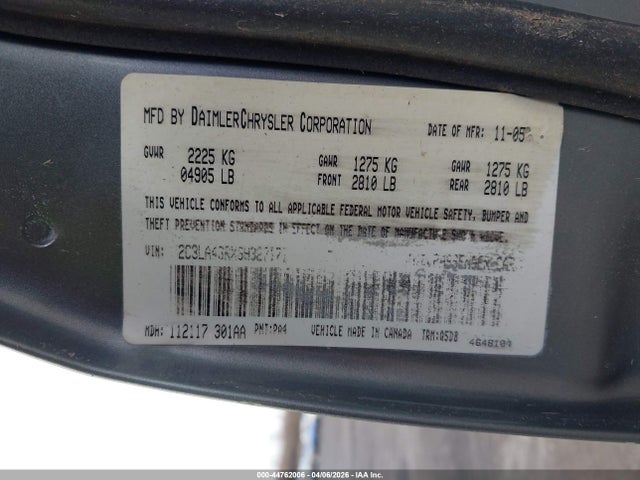 MFD BY DAIMLERCHRYSLER CORPORATION DATE OF MFR: 11-05
GVWR 2225 KG GAWR 1275 KG GAWR 1275 KG
04905 LB FRONT 2810 LB REAR 2810 LB
THIS VEHICLE CONFORMS TO ALL APPLICABLE FEDERAL MOTOR VEHICLE SAFETY, BUMPER AND
THEFT PREVENTION STANDARDS IN EFFECT ON THE DATE OF MANUFACTURE SHOWN ABOVE.
VIN:
MDH: 112117 301AA PNT: PA4 VEHICLE MADE IN CANADA TRM: 05D8
000-44762006 - 04/06/2026 - IAA Inc.